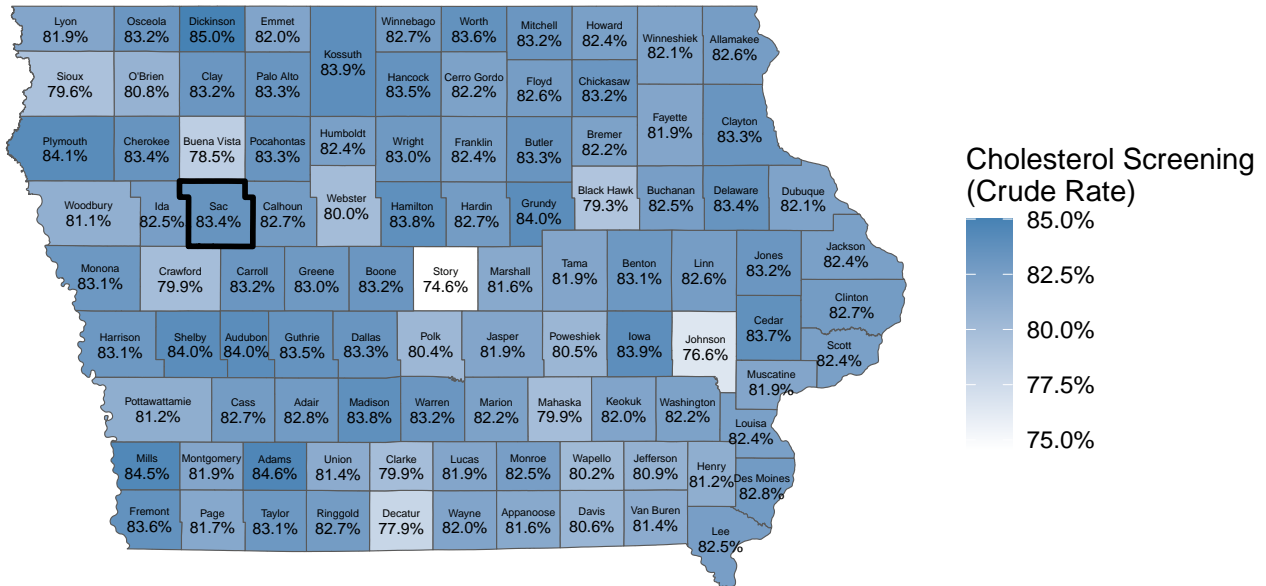 Lyon
81.9%
Osceola
83.2%
Dickinson
85.0%
Emmet
82.0%
Kossuth
83.9%
Winnebago
82.7%
Worth
83.6%
Mitchell
83.2%
Howard
82.4%
Winneshiek
82.1%
Allamakee
82.6%
Sioux
79.6%
O'Brien
80.8%
Clay
83.2%
Palo Alto
83.3%
Hancock
83.5%
Cerro Gordo
82.2%
Floyd
82.6%
Chickasaw
83.2%
Fayette
81.9%
Clayton
83.3%
Plymouth
84.1%
Cherokee
83.4%
Buena Vista
78.5%
Pocahontas
83.3%
Humboldt
82.4%
Wright
83.0%
Franklin
82.4%
Butler
83.3%
Bremer
82.2%
Woodbury
81.1%
Ida
82.5%
Sac
83.4%
Calhoun
82.7%
Webster
80.0%
Hamilton
83.8%
Hardin
82.7%
Grundy
84.0%
Black Hawk
79.3%
Buchanan
82.5%
Delaware
83.4%
Dubuque
82.1%
Monona
83.1%
Crawford
79.9%
Carroll
83.2%
Greene
83.0%
Boone
83.2%
Story
74.6%
Marshall
81.6%
Tama
81.9%
Benton
83.1%
Linn
82.6%
Jones
83.2%
Jackson
82.4%
Clinton
82.7%
Harrison
83.1%
Shelby
84.0%
Audubon
84.0%
Guthrie
83.5%
Dallas
83.3%
Polk
80.4%
Jasper
81.9%
Poweshiek
80.5%
Iowa
83.9%
Johnson
76.6%
Cedar
83.7%
Scott
82.4%
Muscatine
81.9%
Pottawattamie
81.2%
Cass
82.7%
Adair
82.8%
Madison
83.8%
Warren
83.2%
Marion
82.2%
Mahaska
79.9%
Keokuk
82.0%
Washington
82.2%
Louisa
82.4%
Mills
84.5%
Montgomery
81.9%
Adams
84.6%
Union
81.4%
Clarke
79.9%
Lucas
81.9%
Monroe
82.5%
Wapello
80.2%
Jefferson
80.9%
Henry
81.2%
Des Moines
82.8%
Fremont
83.6%
Page
81.7%
Taylor
83.1%
Ringgold
82.7%
Decatur
77.9%
Wayne
82.0%
Appanoose
81.6%
Davis
80.6%
Van Buren
81.4%
Lee
82.5%
Cholesterol Screening
(Crude Rate)
85.0%
82.5%
80.0%
77.5%
75.0%